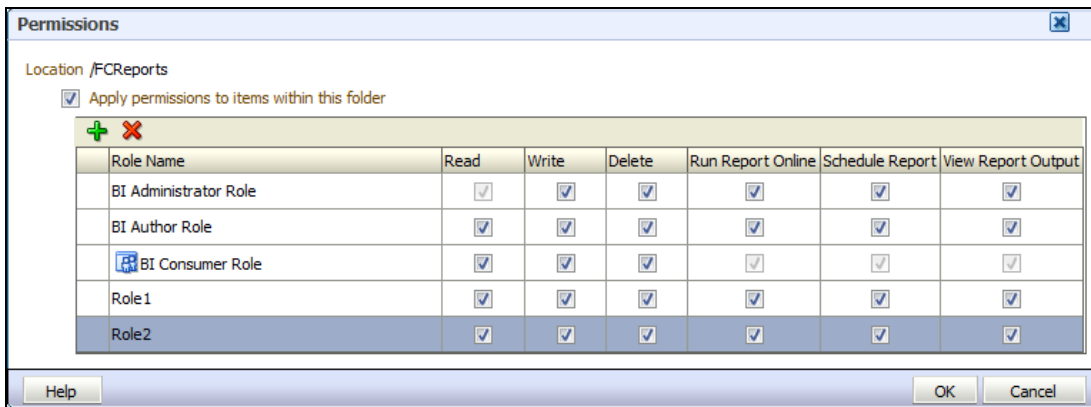 Permissions
Location /FCReports
Apply permissions to items within this folder
Role Name Read Write Delete Run Report Online Schedule Report View Report Output
BI Administrator Role
BI Author Role
BI Consumer Role
Role1
Role2
Help OK Cancel